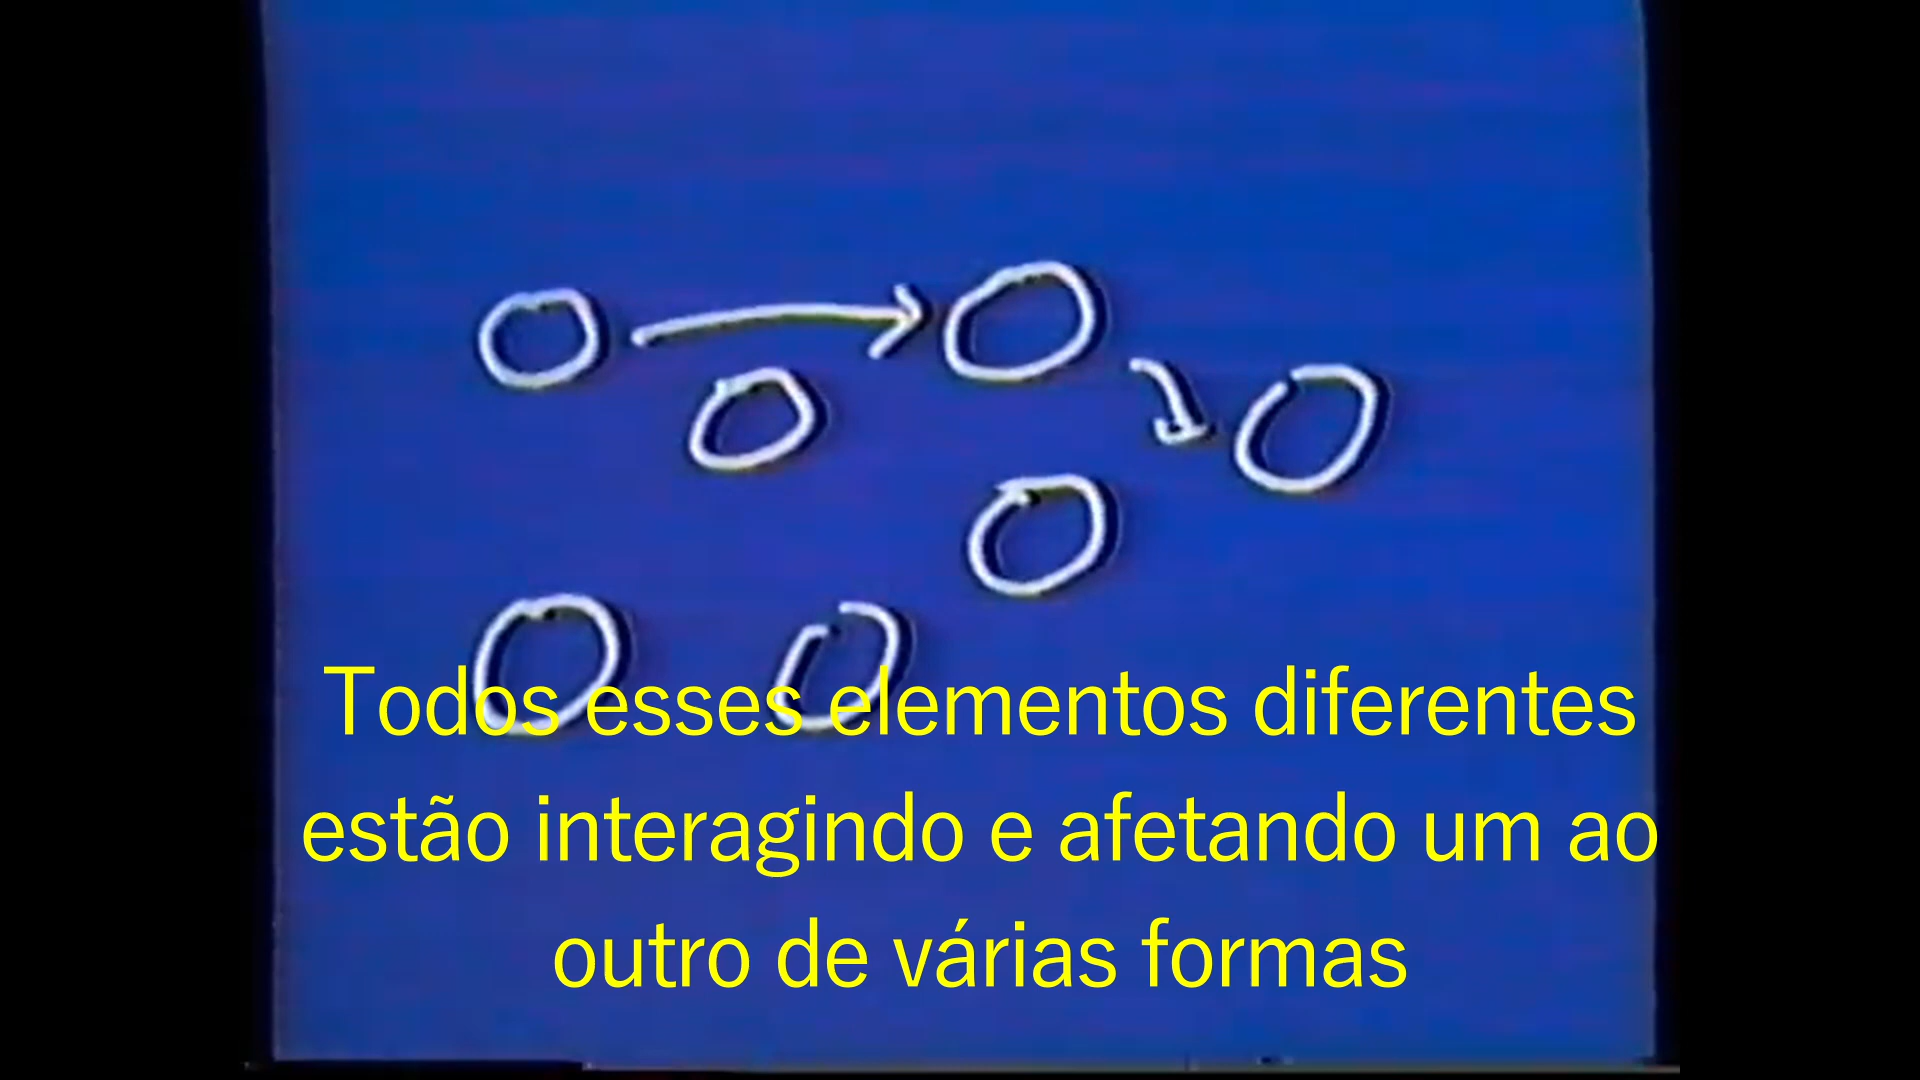 Todos esses elementos diferentes
estão interagindo e afetando um ao
outro de várias formas